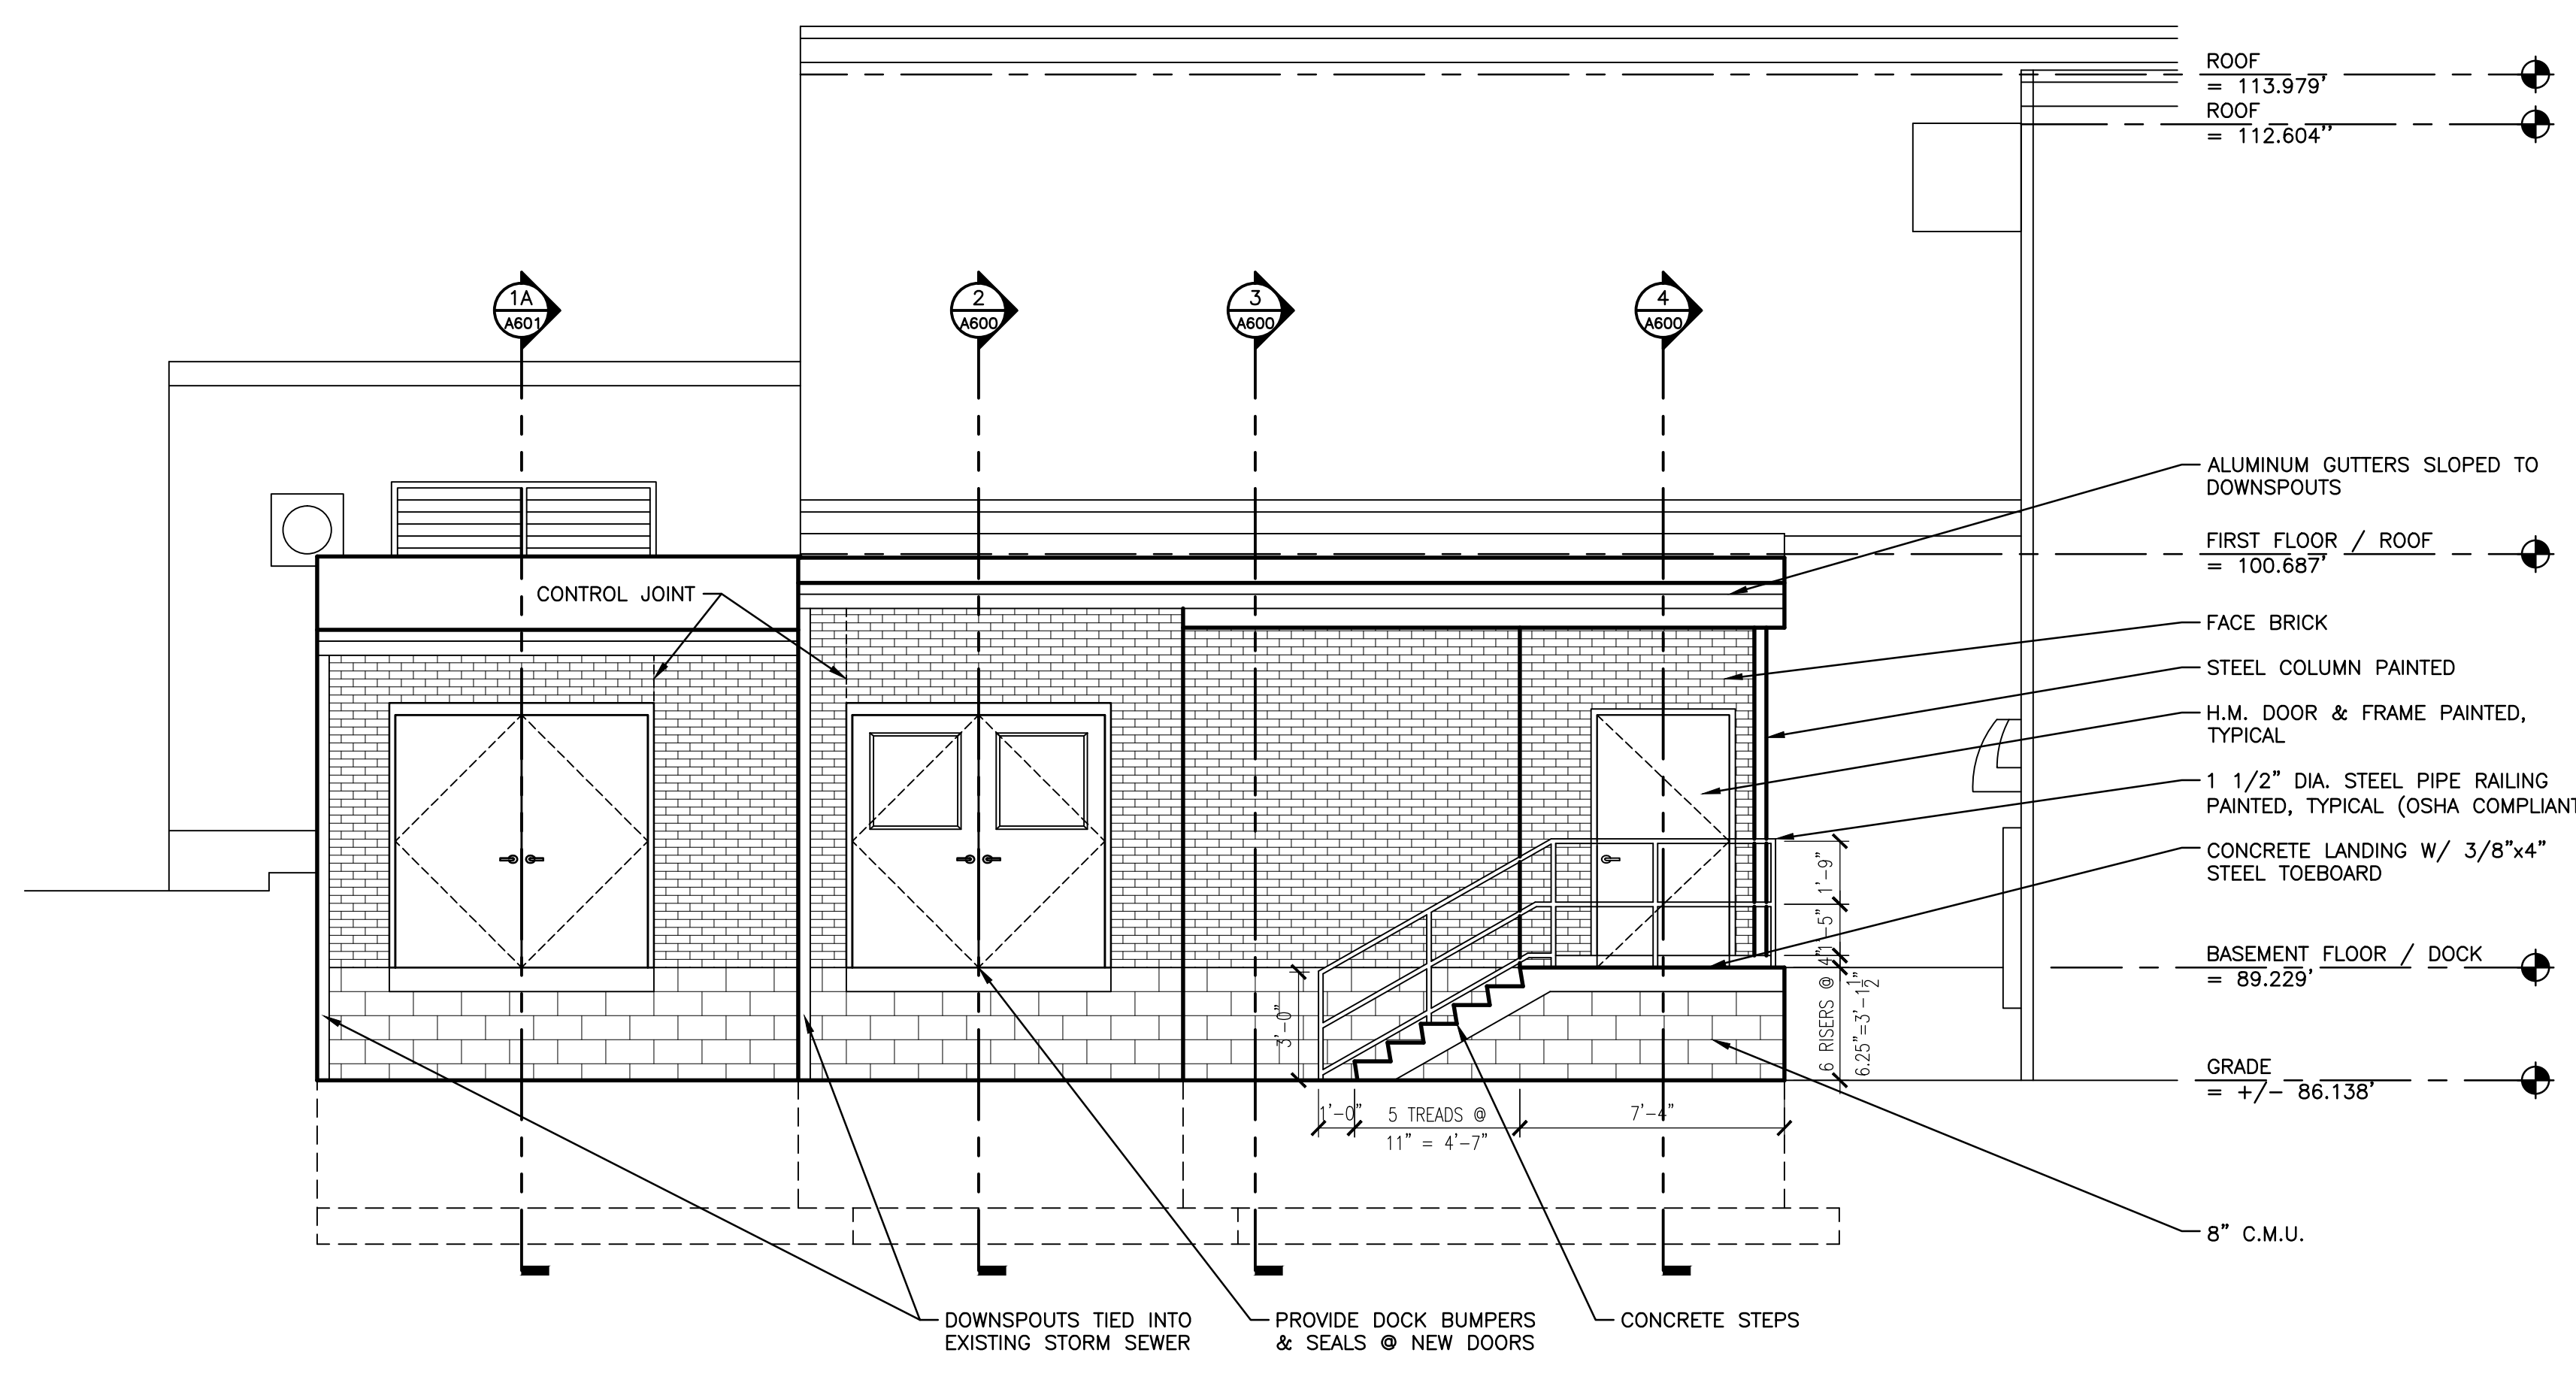 ROOF
= 113.979'
ROOF
= 112.604''
1A
A601
2
A600
3
A600
4
A600
ALUMINUM GUTTERS SLOPED TO
DOWNSPOUTS
FIRST FLOOR / ROOF
= 100.687'
CONTROL JOINT
FACE BRICK
STEEL COLUMN PAINTED
H.M. DOOR & FRAME PAINTED,
TYPICAL
1 1/2" DIA. STEEL PIPE RAILING
PAINTED, TYPICAL (OSHA COMPLIANT
CONCRETE LANDING W/ 3/8"x4"
STEEL TOEBOARD
1'-9"
1'-5"
4"
BASEMENT FLOOR / DOCK
= 89.229'
6 RISERS @
6.25"=3'-1 1/2"
3'-0"
GRADE
= +/- 86.138'
1'-0"
5 TREADS @
11" = 4'-7"
7'-4"
8" C.M.U.
DOWNSPOUTS TIED INTO
EXISTING STORM SEWER
PROVIDE DOCK BUMPERS
& SEALS @ NEW DOORS
CONCRETE STEPS